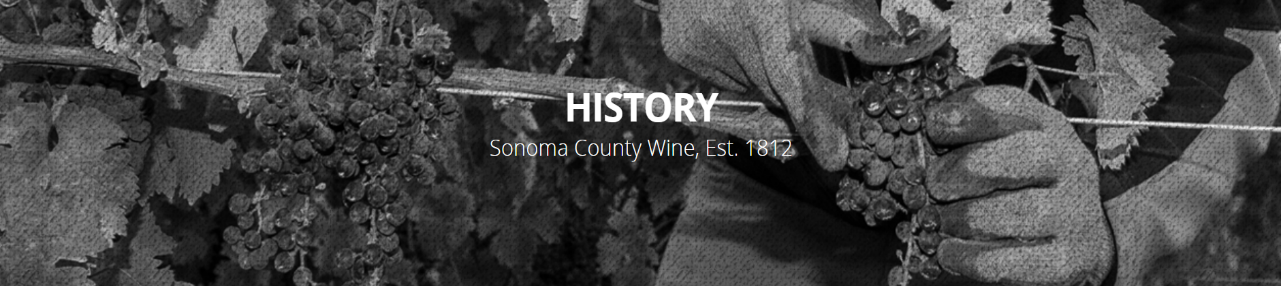 HISTORY
Sonoma County Wine, Est. 1812